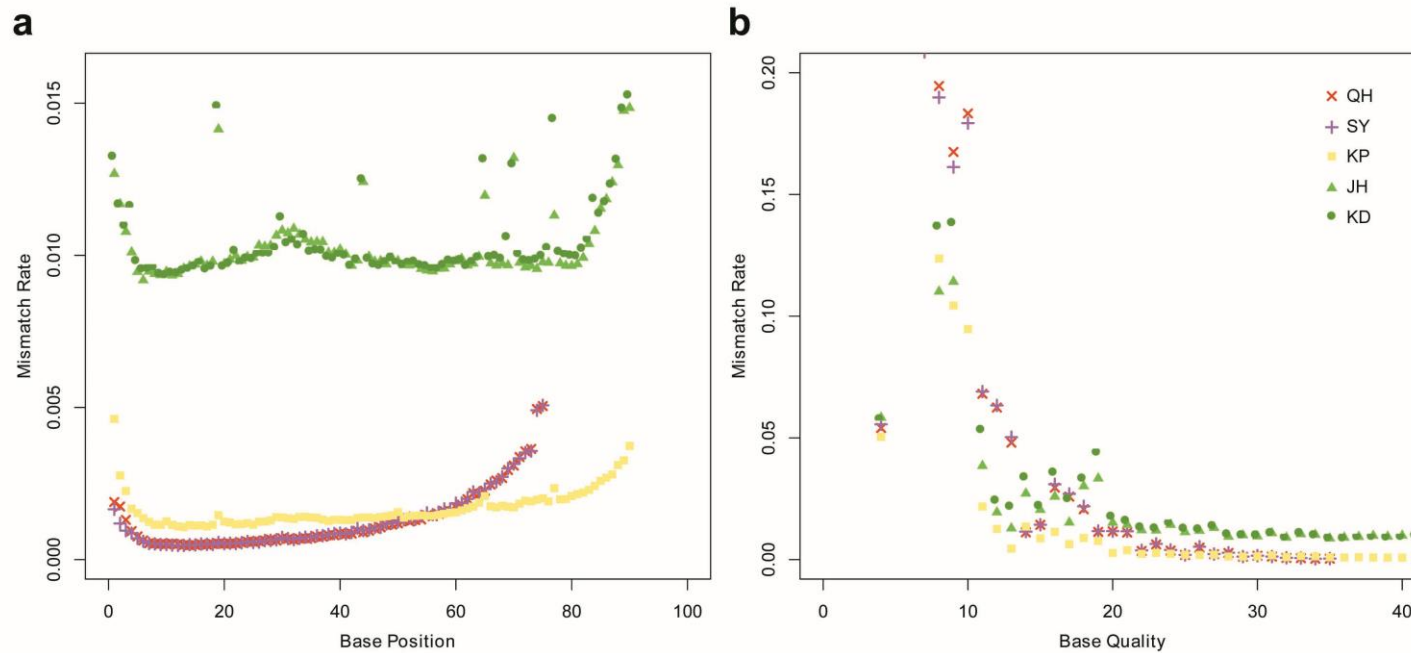 a
Mismatch Rate
0.015
0.010
0.005
0.000
0 20 40 60 80 100
Base Position
b
Mismatch Rate
0.20
0.15
0.10
0.05
0.00
0 10 20 30 40
Base Quality
QH
SY
KP
JH
KD